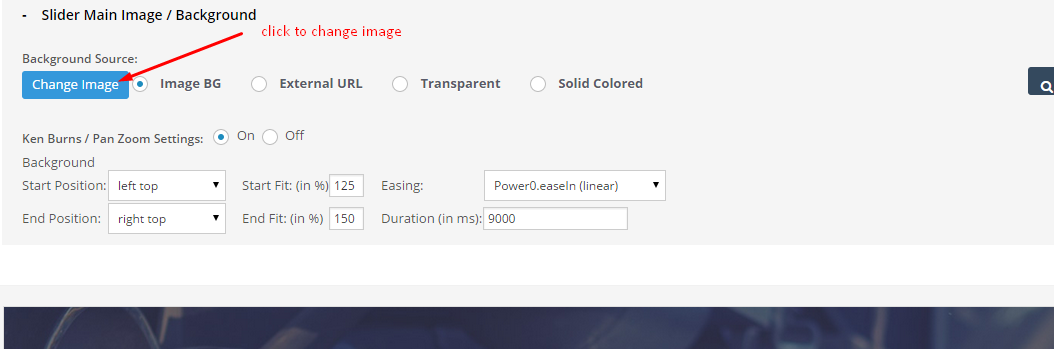 - Slider Main Image / Background
click to change image
Background Source:
Change Image Image BG External URL Transparent Solid Colored
Ken Burns / Pan Zoom Settings: On Off
Background
Start Position: left top Start Fit: (in %) 125 Easing: Power0.easeIn (linear)
End Position: right top End Fit: (in %) 150 Duration (in ms): 9000